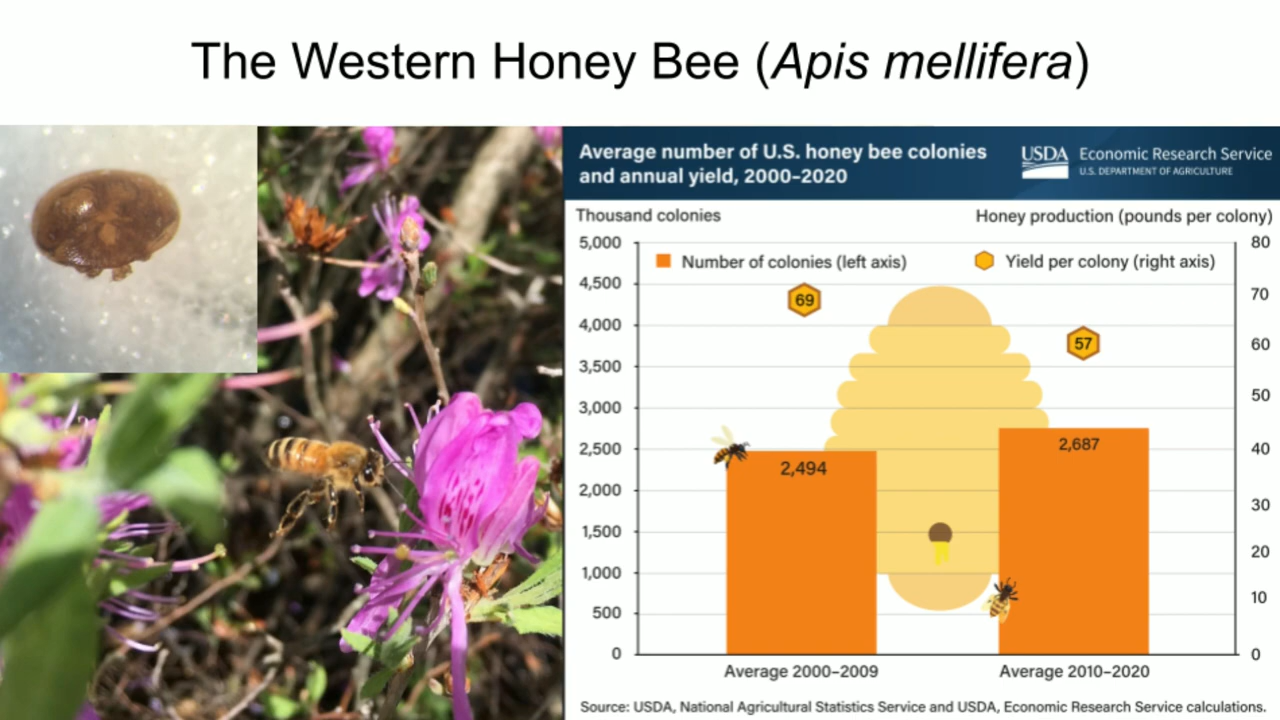 The Western Honey Bee (Apis mellifera)
Average number of U.S. honey bee colonies
and annual yield, 2000–2020
USDA
Economic Research Service
U.S. DEPARTMENT OF AGRICULTURE
Thousand colonies
Honey production (pounds per colony)
Number of colonies (left axis)
Yield per colony (right axis)
5,000
4,500
4,000
3,500
3,000
2,500
2,000
1,500
1,000
500
0
69
57
2,494
2,687
80
70
60
50
40
30
20
10
0
Average 2000–2009
Average 2010–2020
Source: USDA, National Agricultural Statistics Service and USDA, Economic Research Service calculations.